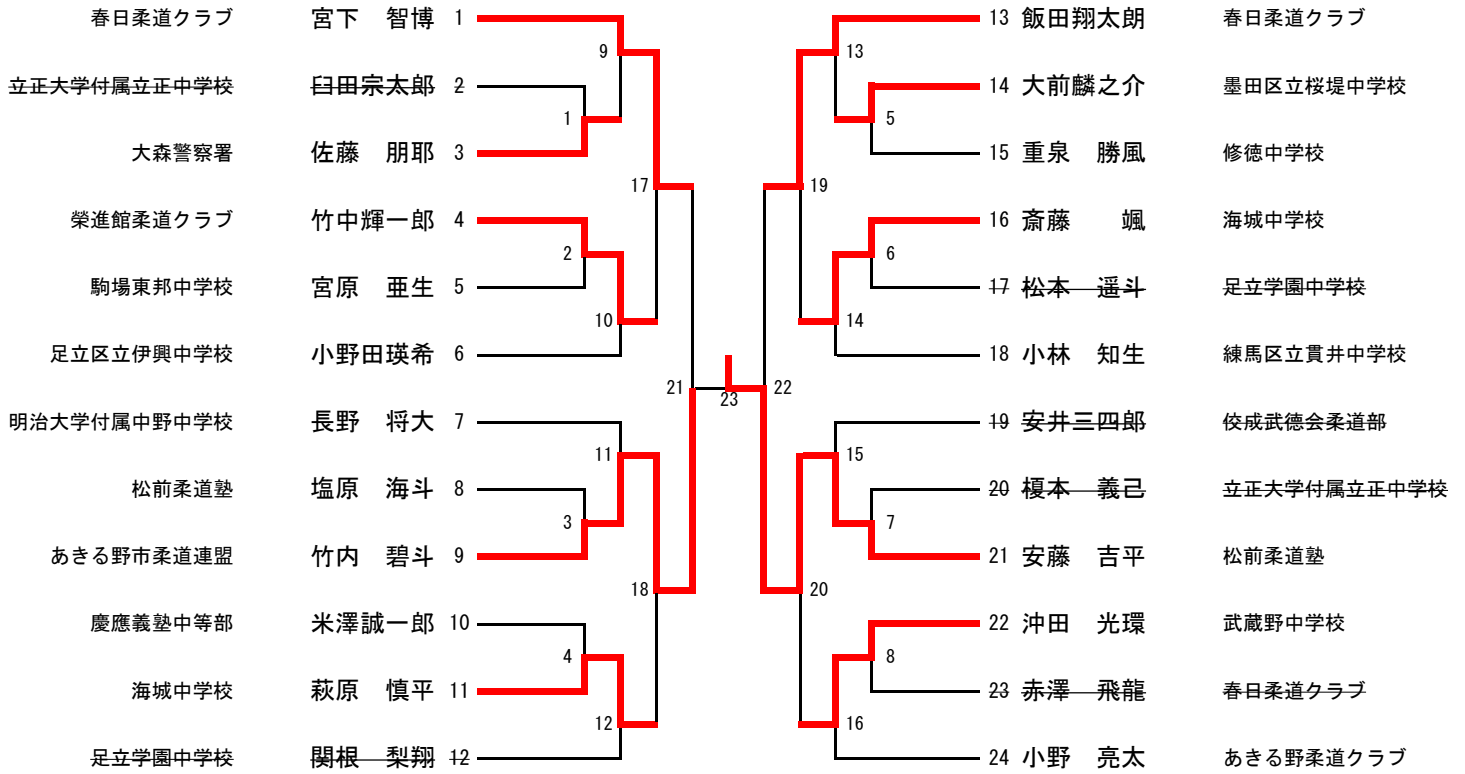 春日柔道クラブ 宮下 智博 1
立正大学付属立正中学校 臼田宗太郎 2
大森警察署 佐藤 朋耶 3
榮進館柔道クラブ 竹中輝一郎 4
駒場東邦中学校 宮原 亜生 5
足立区立伊興中学校 小野田瑛希 6
明治大学付属中野中学校 長野 将大 7
松前柔道塾 塩原 海斗 8
あきる野市柔道連盟 竹内 碧斗 9
慶應義塾中等部 米澤誠一郎 10
海城中学校 萩原 慎平 11
足立学園中学校 関根 梨翔 12
9
1
17
2
10
21
11
3
18
4
12
23
13
5
19
6
14
22
15
7
20
8
16
13 飯田翔太朗 春日柔道クラブ
14 大前麟之介 墨田区立桜堤中学校
15 重泉 勝風 修徳中学校
16 斎藤 颯 海城中学校
17 松本 遥斗 足立学園中学校
18 小林 知生 練馬区立貫井中学校
19 安井三四郎 佼成武徳会柔道部
20 榎本 義己 立正大学付属立正中学校
21 安藤 吉平 松前柔道塾
22 沖田 光環 武蔵野中学校
23 赤澤 飛龍 春日柔道クラブ
24 小野 亮太 あきる野柔道クラブ